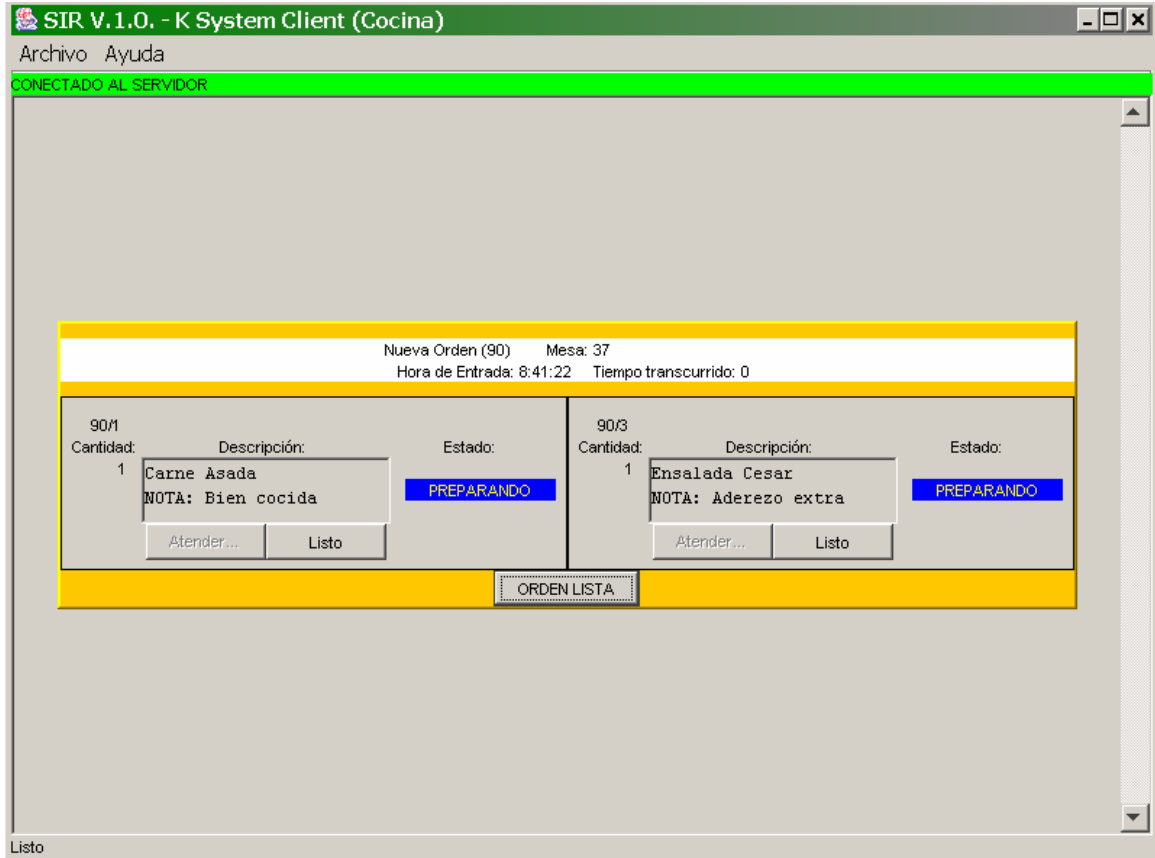 SIR V.1.0. - K System Client (Cocina)
Archivo Ayuda
CONECTADO AL SERVIDOR
Nueva Orden (90) Mesa: 37
Hora de Entrada: 8:41:22 Tiempo transcurrido: 0
90/1
Cantidad: Descripción: Estado:
1 Carne Asada
NOTA: Bien cocida
PREPARANDO
Atender... Listo
90/3
Cantidad: Descripción: Estado:
1 Ensalada Cesar
NOTA: Aderezo extra
PREPARANDO
Atender... Listo
ORDEN LISTA
Listo